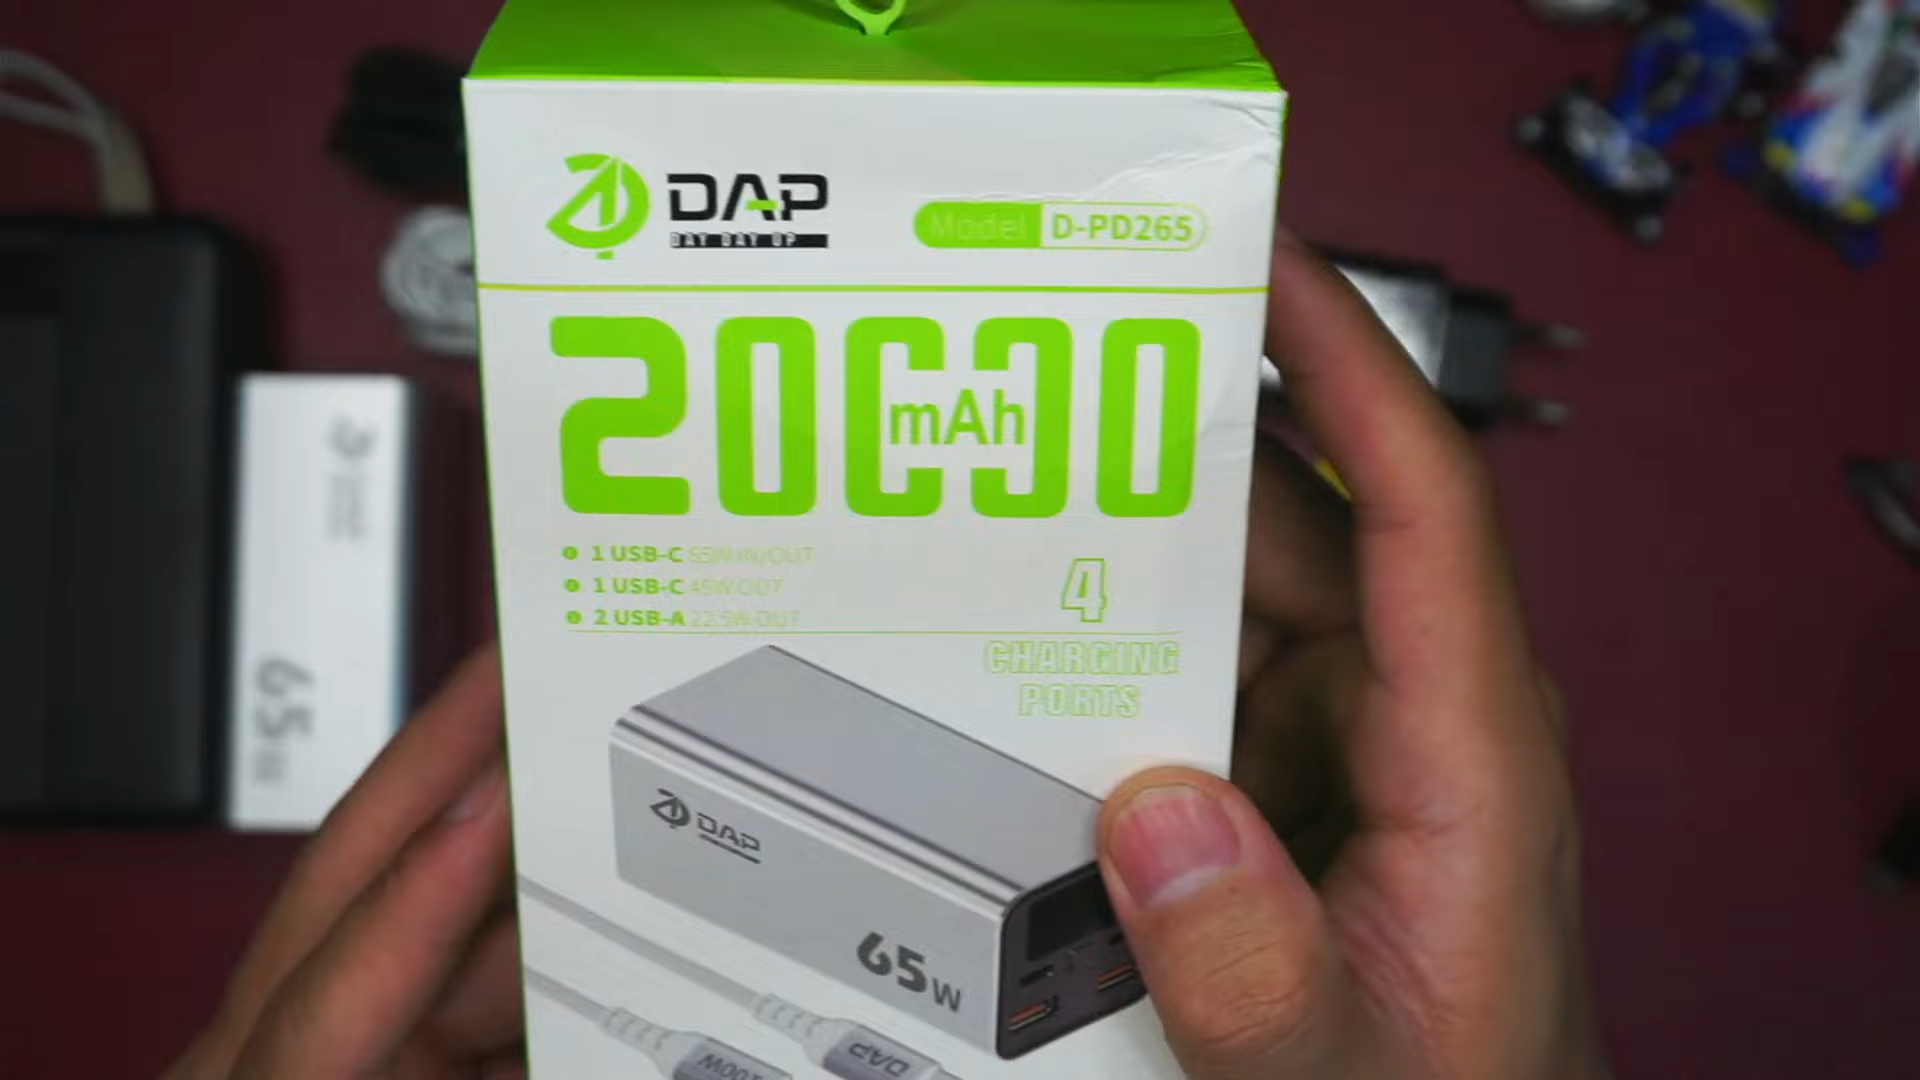 DAP
DAY DAY UP
Model D-PD265
20000
mAh
1 USB-C 65W IN/OUT
1 USB-C 45W OUT
2 USB-A 22.5W OUT
4
CHARGING
PORTS
DAP
65W
100W
DAP
65W